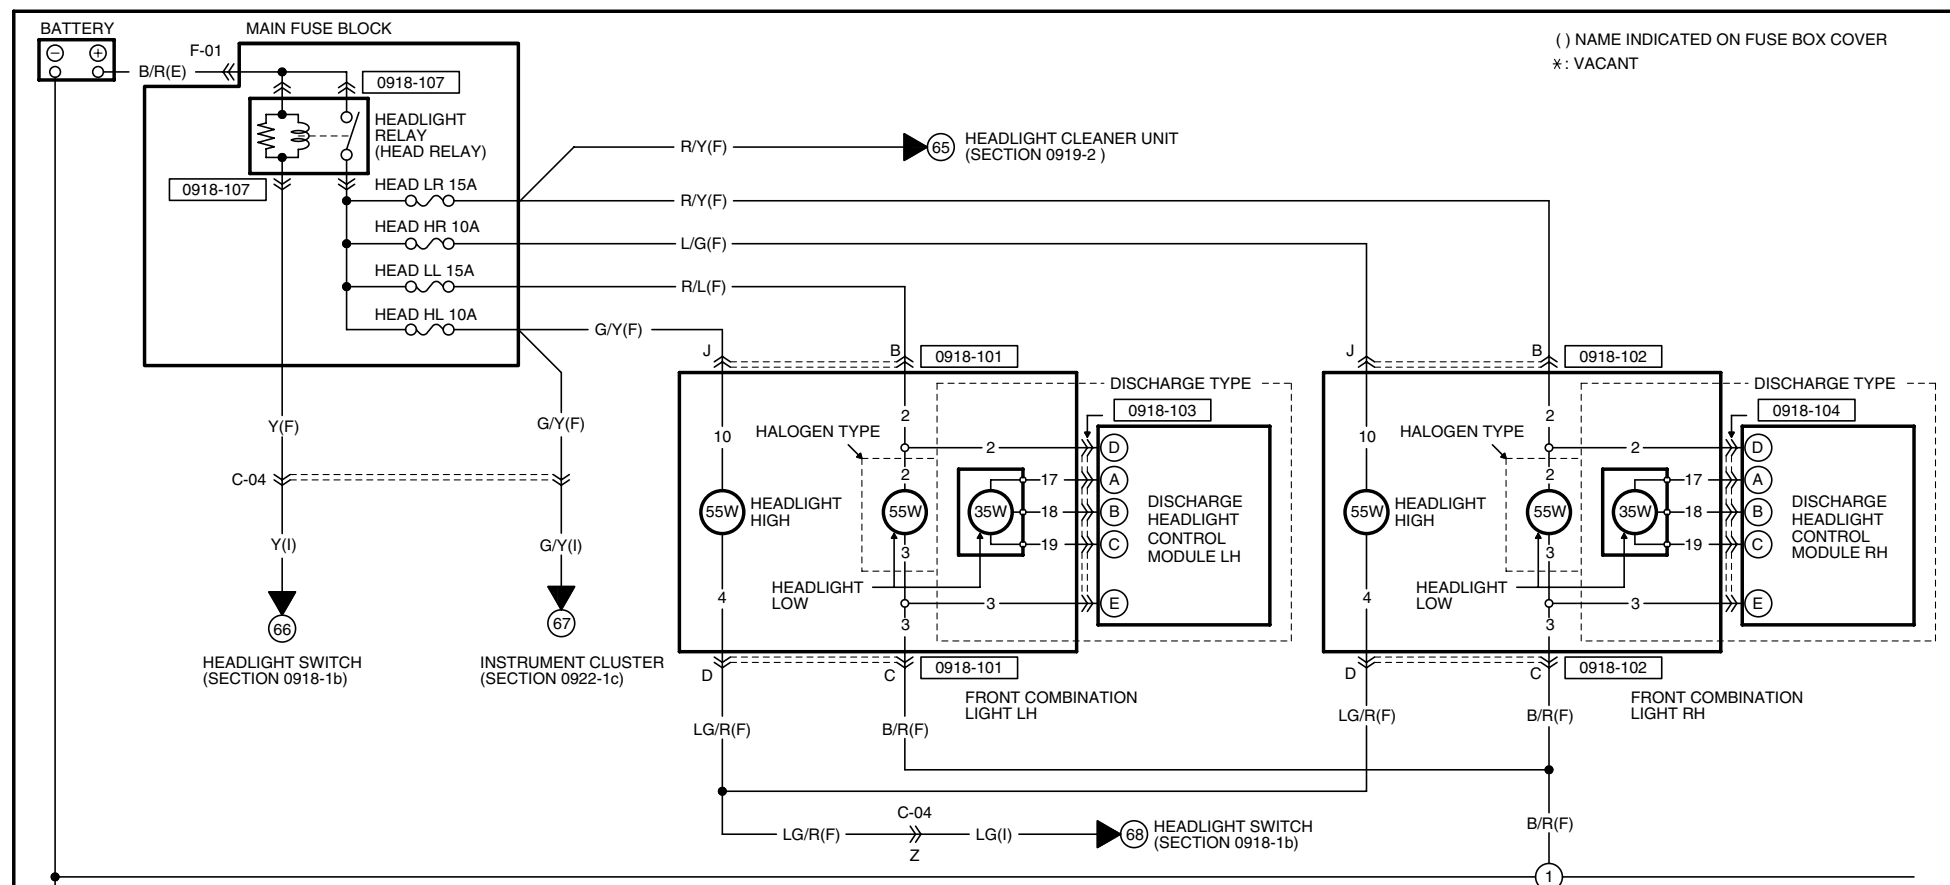 BATTERY
MAIN FUSE BLOCK
( ) NAME INDICATED ON FUSE BOX COVER
*: VACANT
F-01
B/R(E)
0918-107
HEADLIGHT
RELAY
(HEAD RELAY)
0918-107
HEAD LR 15A
HEAD HR 10A
HEAD LL 15A
HEAD HL 10A
R/Y(F)
65
HEADLIGHT CLEANER UNIT
(SECTION 0919-2 )
R/Y(F)
L/G(F)
R/L(F)
G/Y(F)
Y(F)
G/Y(F)
C-04
Y(I)
G/Y(I)
66
HEADLIGHT SWITCH
(SECTION 0918-1b)
67
INSTRUMENT CLUSTER
(SECTION 0922-1c)
J
B
0918-101
DISCHARGE TYPE
0918-103
HALOGEN TYPE
10
2
2
2
D
17
A
18
B
19
C
55W
HEADLIGHT
HIGH
55W
35W
DISCHARGE
HEADLIGHT
CONTROL
MODULE LH
3
4
HEADLIGHT
LOW
3
E
3
D
C
0918-101
FRONT COMBINATION
LIGHT LH
LG/R(F)
B/R(F)
J
B
0918-102
DISCHARGE TYPE
0918-104
HALOGEN TYPE
10
2
2
2
D
17
A
18
B
19
C
55W
HEADLIGHT
HIGH
55W
35W
DISCHARGE
HEADLIGHT
CONTROL
MODULE RH
3
4
HEADLIGHT
LOW
3
E
3
D
C
0918-102
FRONT COMBINATION
LIGHT RH
LG/R(F)
B/R(F)
LG/R(F)
C-04
Z
LG(I)
68
HEADLIGHT SWITCH
(SECTION 0918-1b)
B/R(F)
1